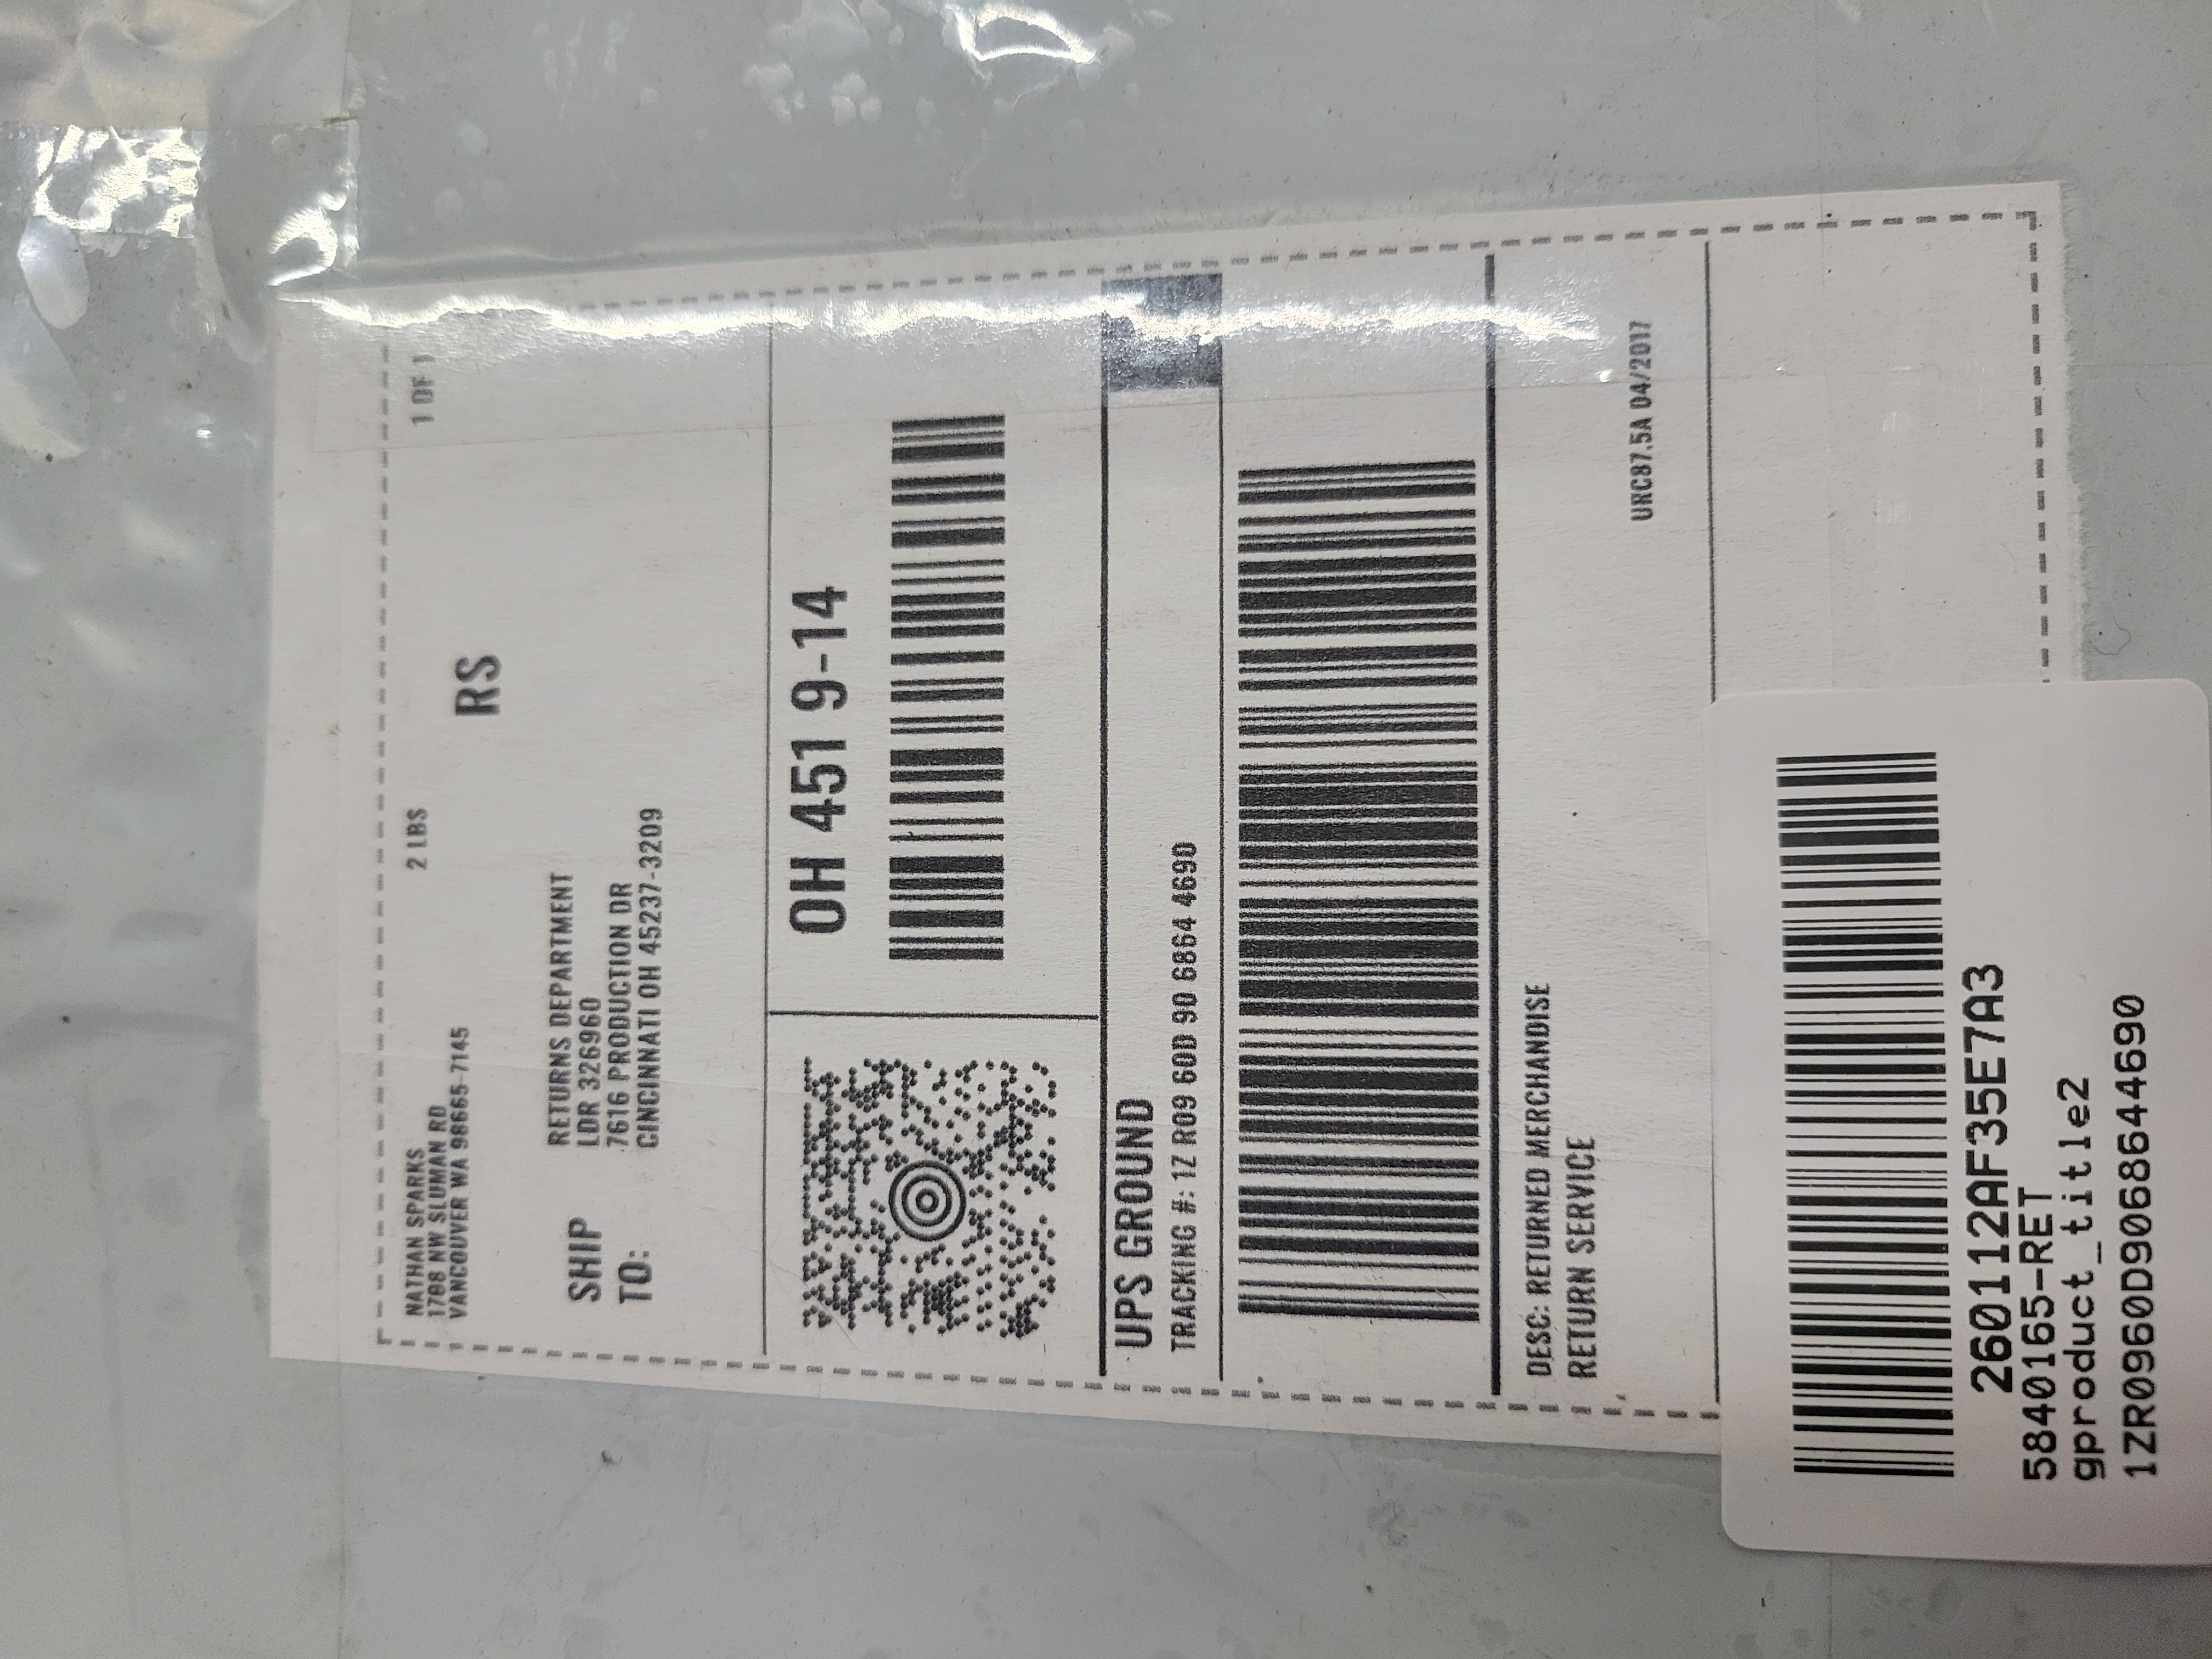 NATHAN SPARKS
1708 NW SLUMAN RD
VANCOUVER WA 98665-7145
2 LBS
1 OF 1
RS
SHIP TO:
RETURNS DEPARTMENT
LDR 326960
7616 PRODUCTION DR
CINCINNATI OH 45237-3209
OH 451 9-14
UPS GROUND
TRACKING #: 1Z R09 60D 90 6864 4690
DESC: RETURNED MERCHANDISE
RETURN SERVICE
URC87.5A 04/2017
260112AF35E7A3
5840165-RET
gproduct_title2
1ZR0960D9068644690